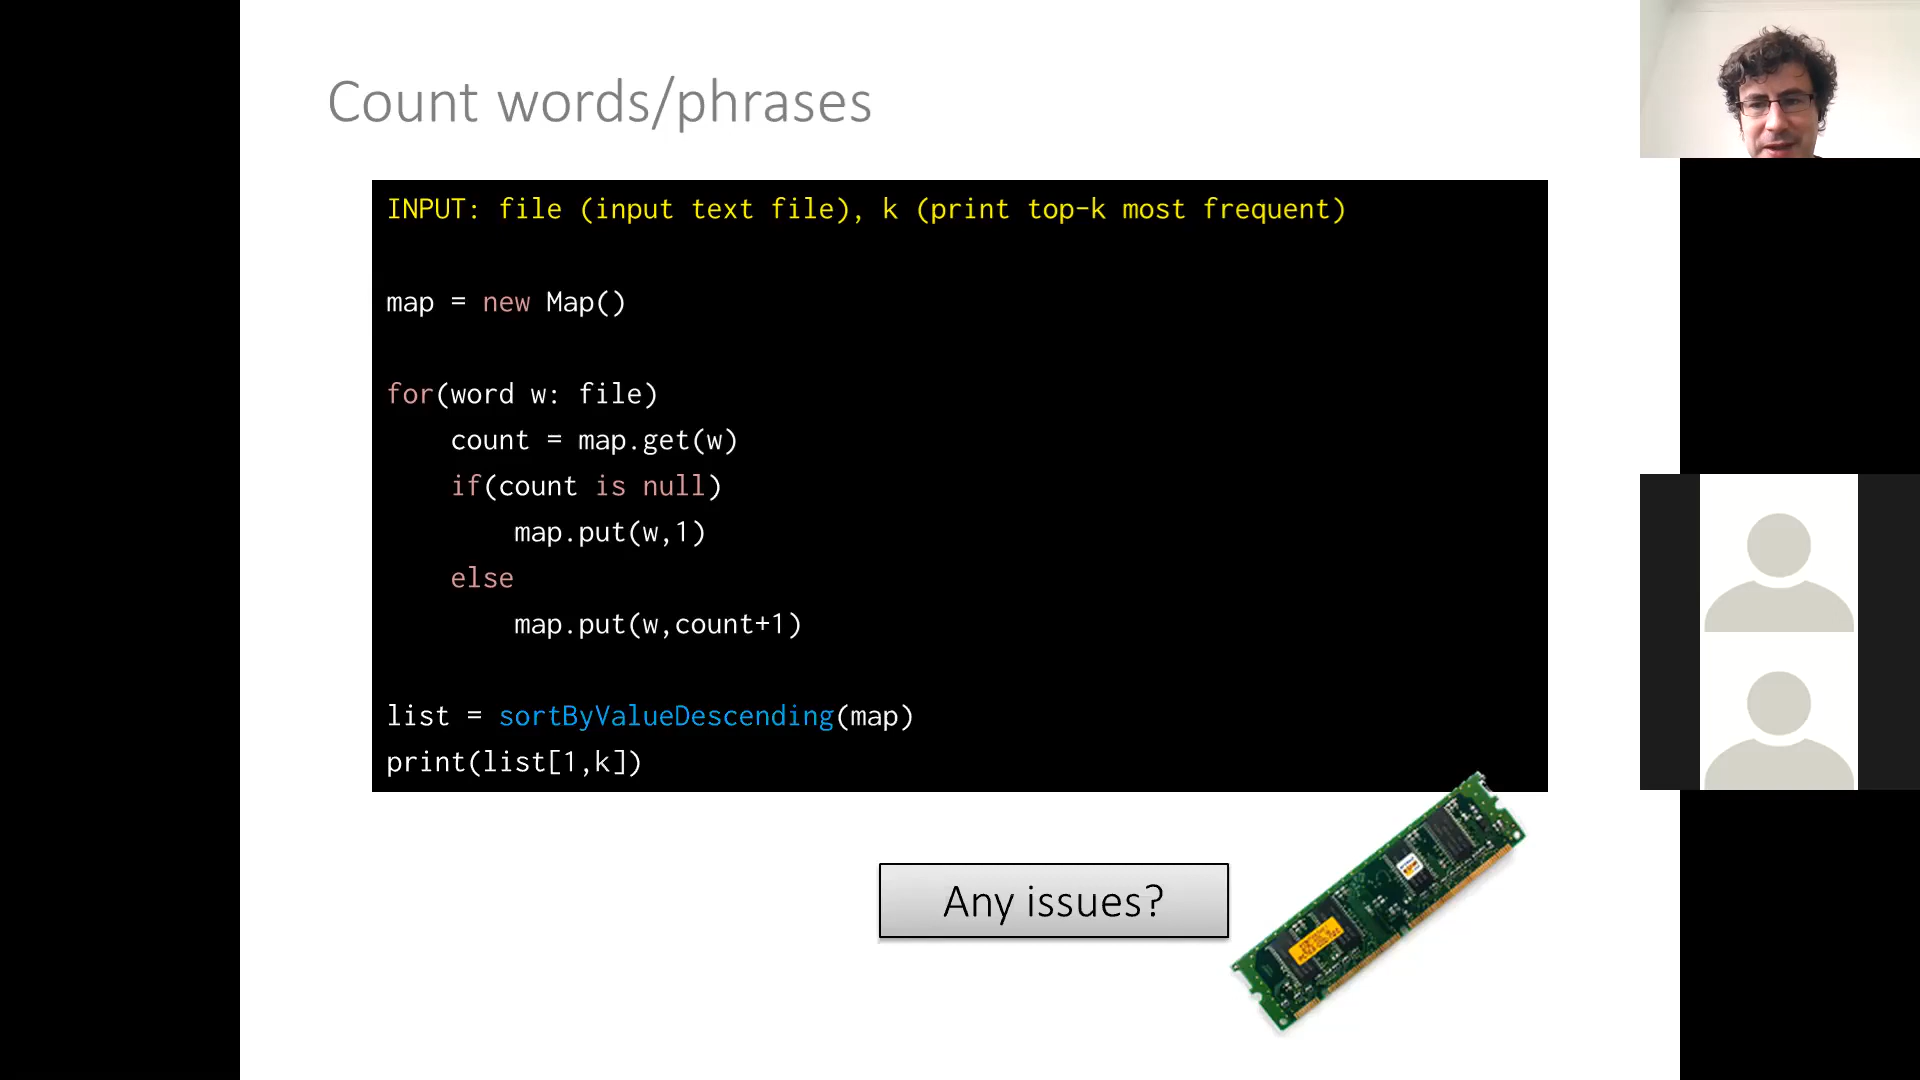 Count words/phrases
INPUT: file (input text file), k (print top-k most frequent)
map = new Map()
for(word w: file)
    count = map.get(w)
    if(count is null)
        map.put(w,1)
    else
        map.put(w,count+1)
list = sortByValueDescending(map)
print(list[1,k])
Any issues?